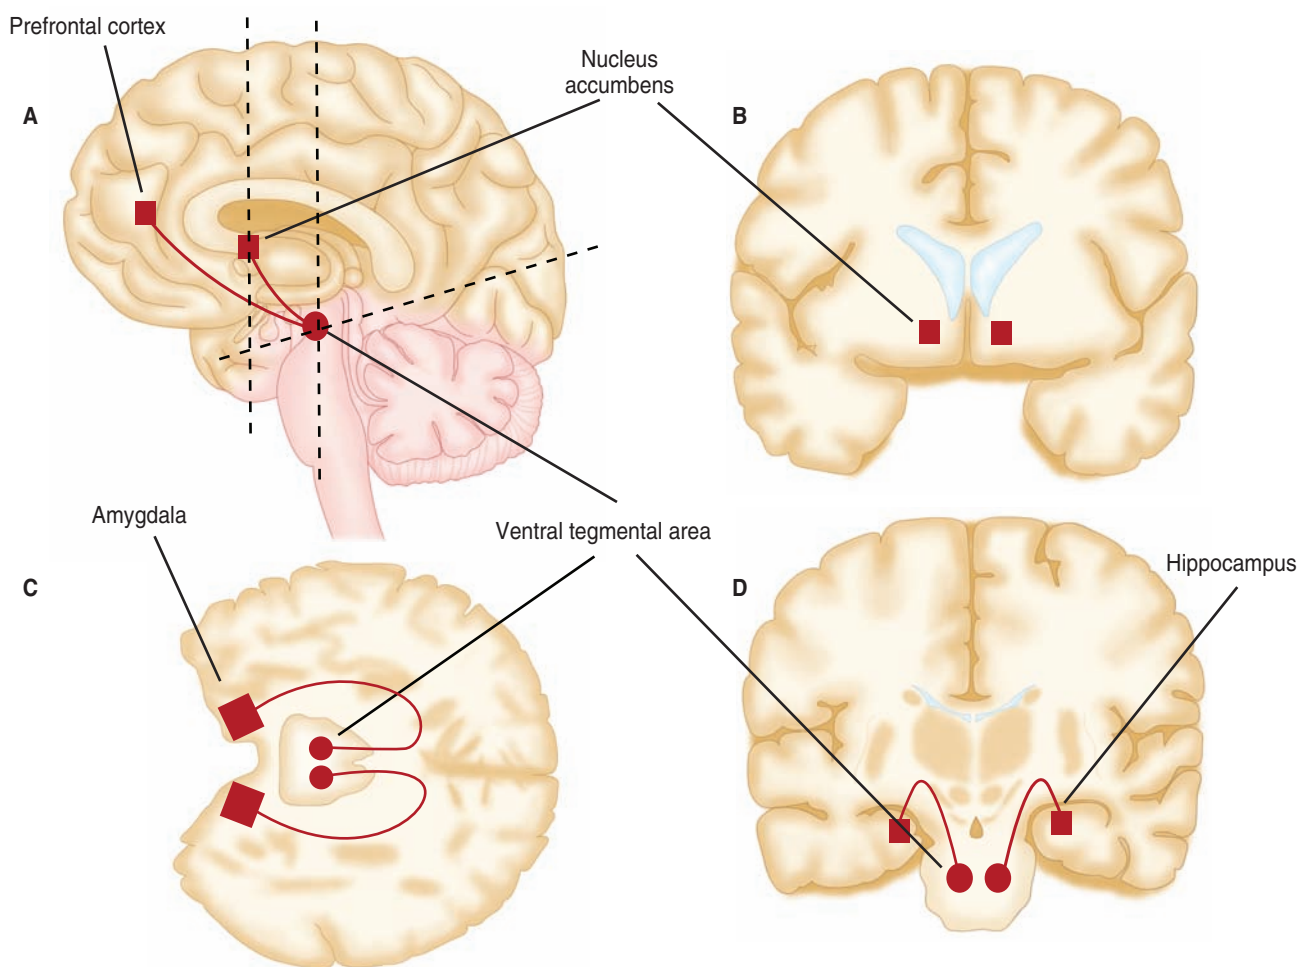 Prefrontal cortex
Nucleus
accumbens
A
B
Amygdala
Ventral tegmental area
Hippocampus
C
D